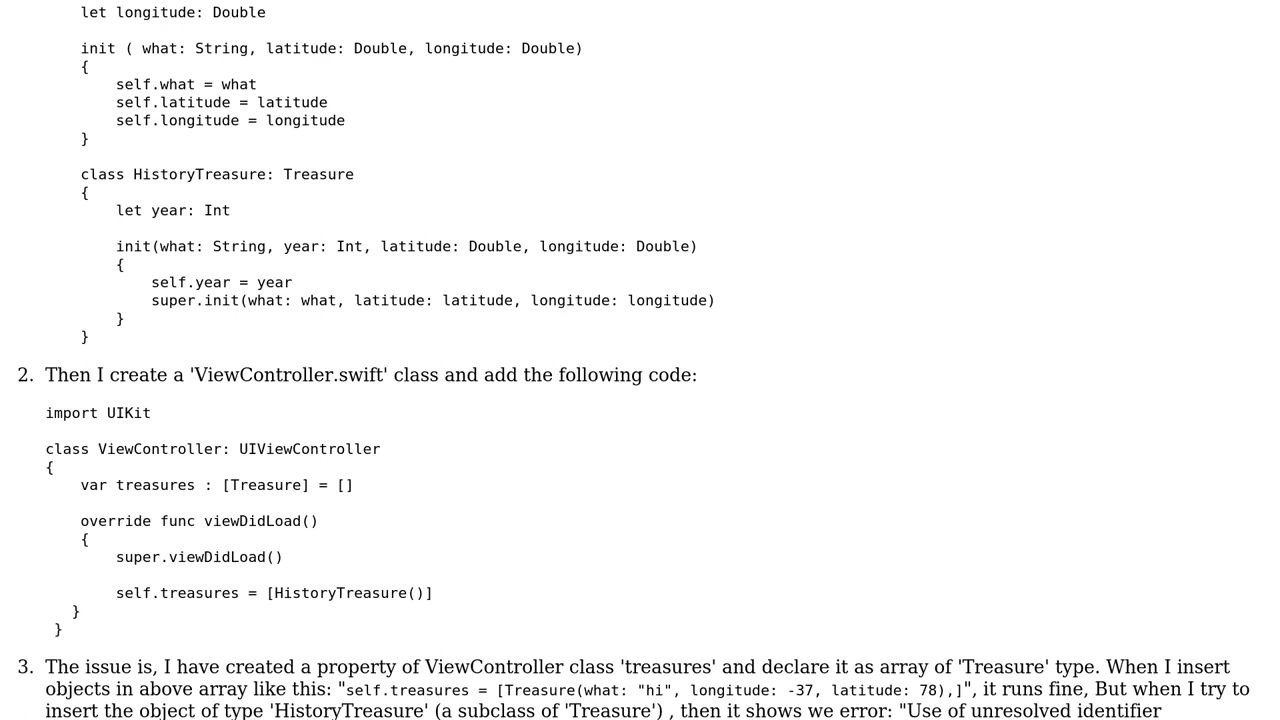 let longitude: Double
init ( what: String, latitude: Double, longitude: Double)
{
self.what = what
self.latitude = latitude
self.longitude = longitude
}
class HistoryTreasure: Treasure
{
let year: Int
init(what: String, year: Int, latitude: Double, longitude: Double)
{
self.year = year
super.init(what: what, latitude: latitude, longitude: longitude)
}
}
2. Then I create a 'ViewController.swift' class and add the following code:
import UIKit
class ViewController: UIViewController
{
var treasures : [Treasure] = []
override func viewDidLoad()
{
super.viewDidLoad()
self.treasures = [HistoryTreasure()]
}
}
3. The issue is, I have created a property of ViewController class 'treasures' and declare it as array of 'Treasure' type. When I insert
objects in above array like this: "self.treasures = [Treasure(what: "hi", longitude: -37, latitude: 78),]", it runs fine, But when I try to
insert the object of type 'HistoryTreasure' (a subclass of 'Treasure') , then it shows we error: "Use of unresolved identifier